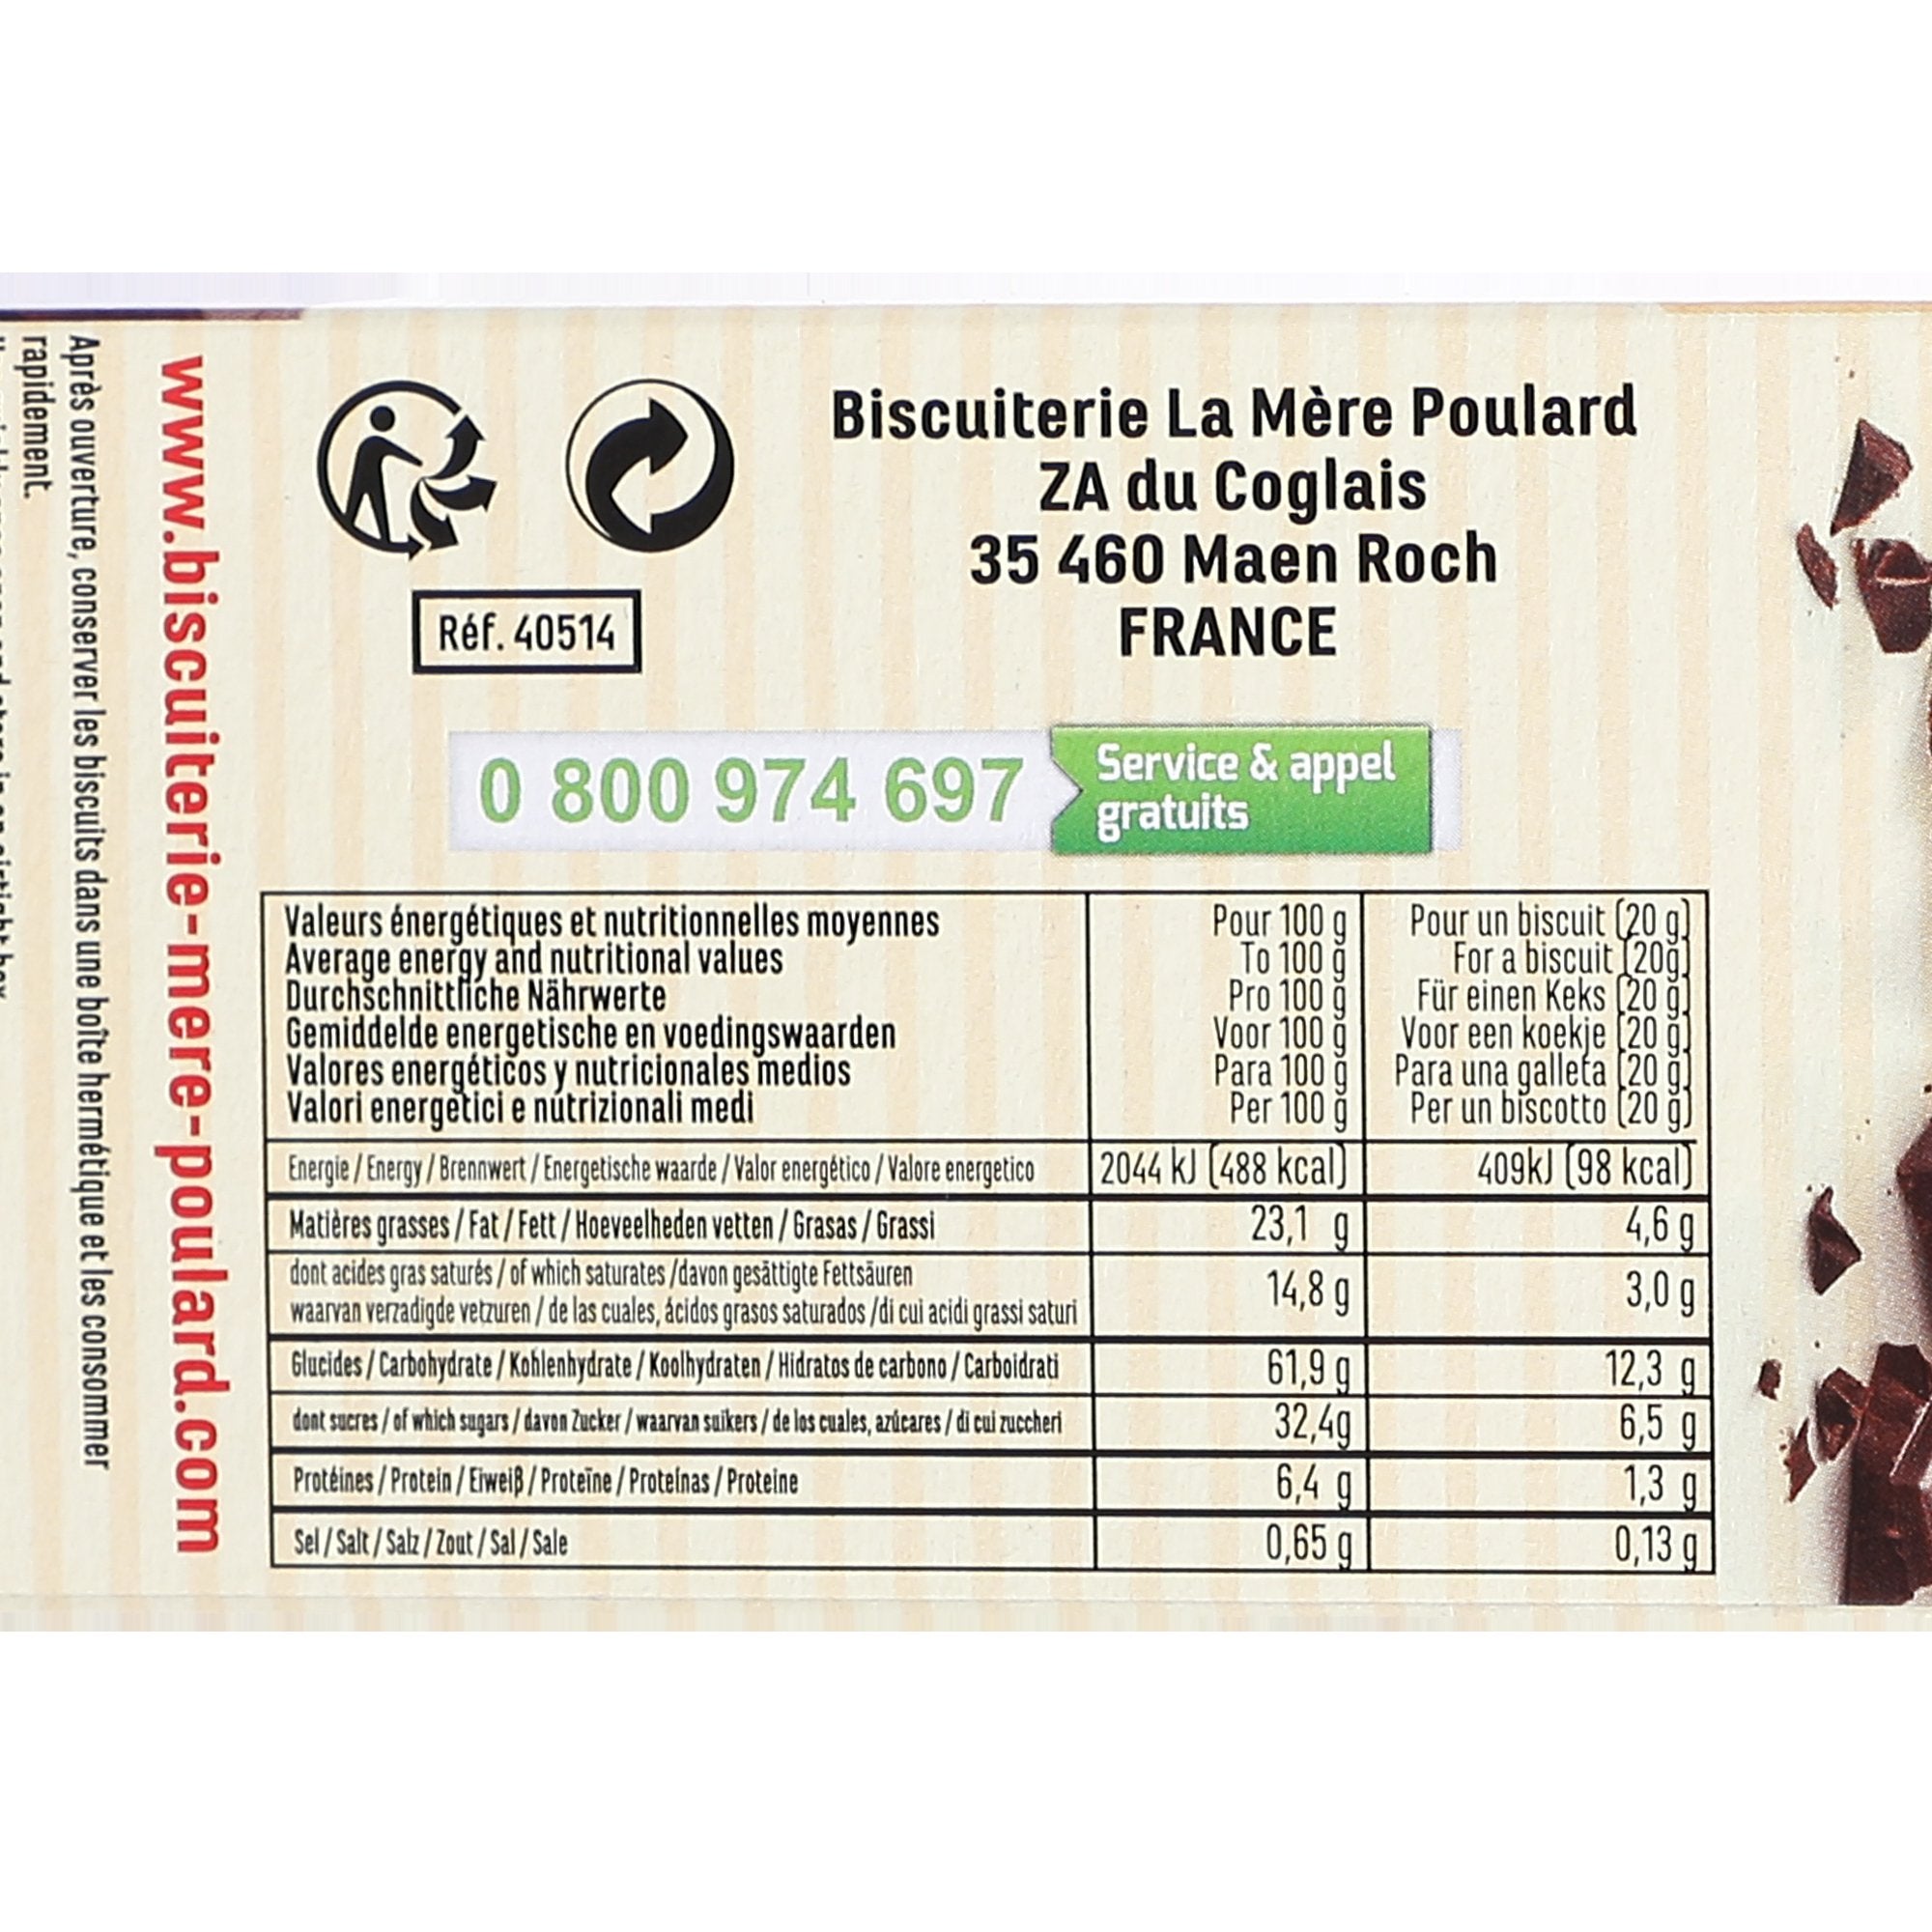 Biscuiterie La Mère Poulard
ZA du Coglais
35 460 Maen Roch
FRANCE
Réf. 40514
0 800 974 697
Service & appel
gratuits
Valeurs énergétiques et nutritionnelles moyennes
Average energy and nutritional values
Durchschnittliche Nährwerte
Gemiddelde energetische en voedingswaarden
Valores energéticos y nutricionales medios
Valori energetici e nutrizionali medi
Pour 100 g
To 100 g
Pro 100 g
Voor 100 g
Para 100 g
Per 100 g
Pour un biscuit (20 g)
For a biscuit (20g)
Für einen Keks (20 g)
Voor een koekje (20 g)
Para una galleta (20 g)
Per un biscotto (20 g)
Energie / Energy / Brennwert / Energetische waarde / Valor energético / Valore energetico 2044 kJ (488 kcal) 409kJ (98 kcal)
Matières grasses / Fat / Fett / Hoeveelheden vetten / Grasas / Grassi 23,1 g 4,6 g
dont acides gras saturés / of which saturates /davon gesättigte Fettsäuren
waarvan verzadigde vetzuren / de las cuales, ácidos grasos saturados /di cui acidi grassi saturi 14,8 g 3,0 g
Glucides / Carbohydrate / Kohlenhydrate / Koolhydraten / Hidratos de carbono / Carboidrati 61,9 g 12,3 g
dont sucres / of which sugars / davon Zucker / waarvan suikers / de los cuales, azúcares / di cui zuccheri 32,4g 6,5 g
Protéines / Protein / Eiweiß / Proteïne / Proteínas / Proteine 6,4 g 1,3 g
Sel / Salt / Salz / Zout / Sal / Sale 0,65 g 0,13 g
www.biscuiterie-mere-poulard.com
Après ouverture, conserver les biscuits dans une boîte hermétique et les consommer
rapidement.